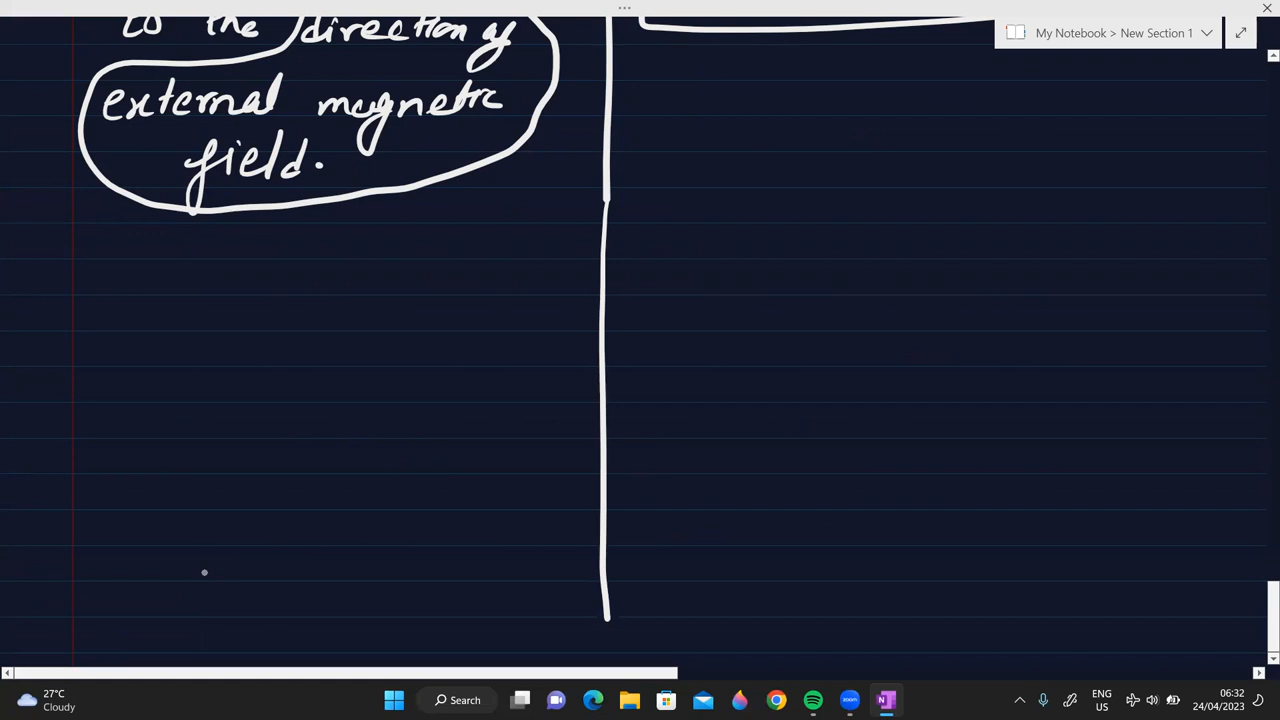 to the direction of
external magnetic
field.
My Notebook > New Section 1
27°C
Cloudy
Search
zoom
ENG
US
06:32
24/04/2023